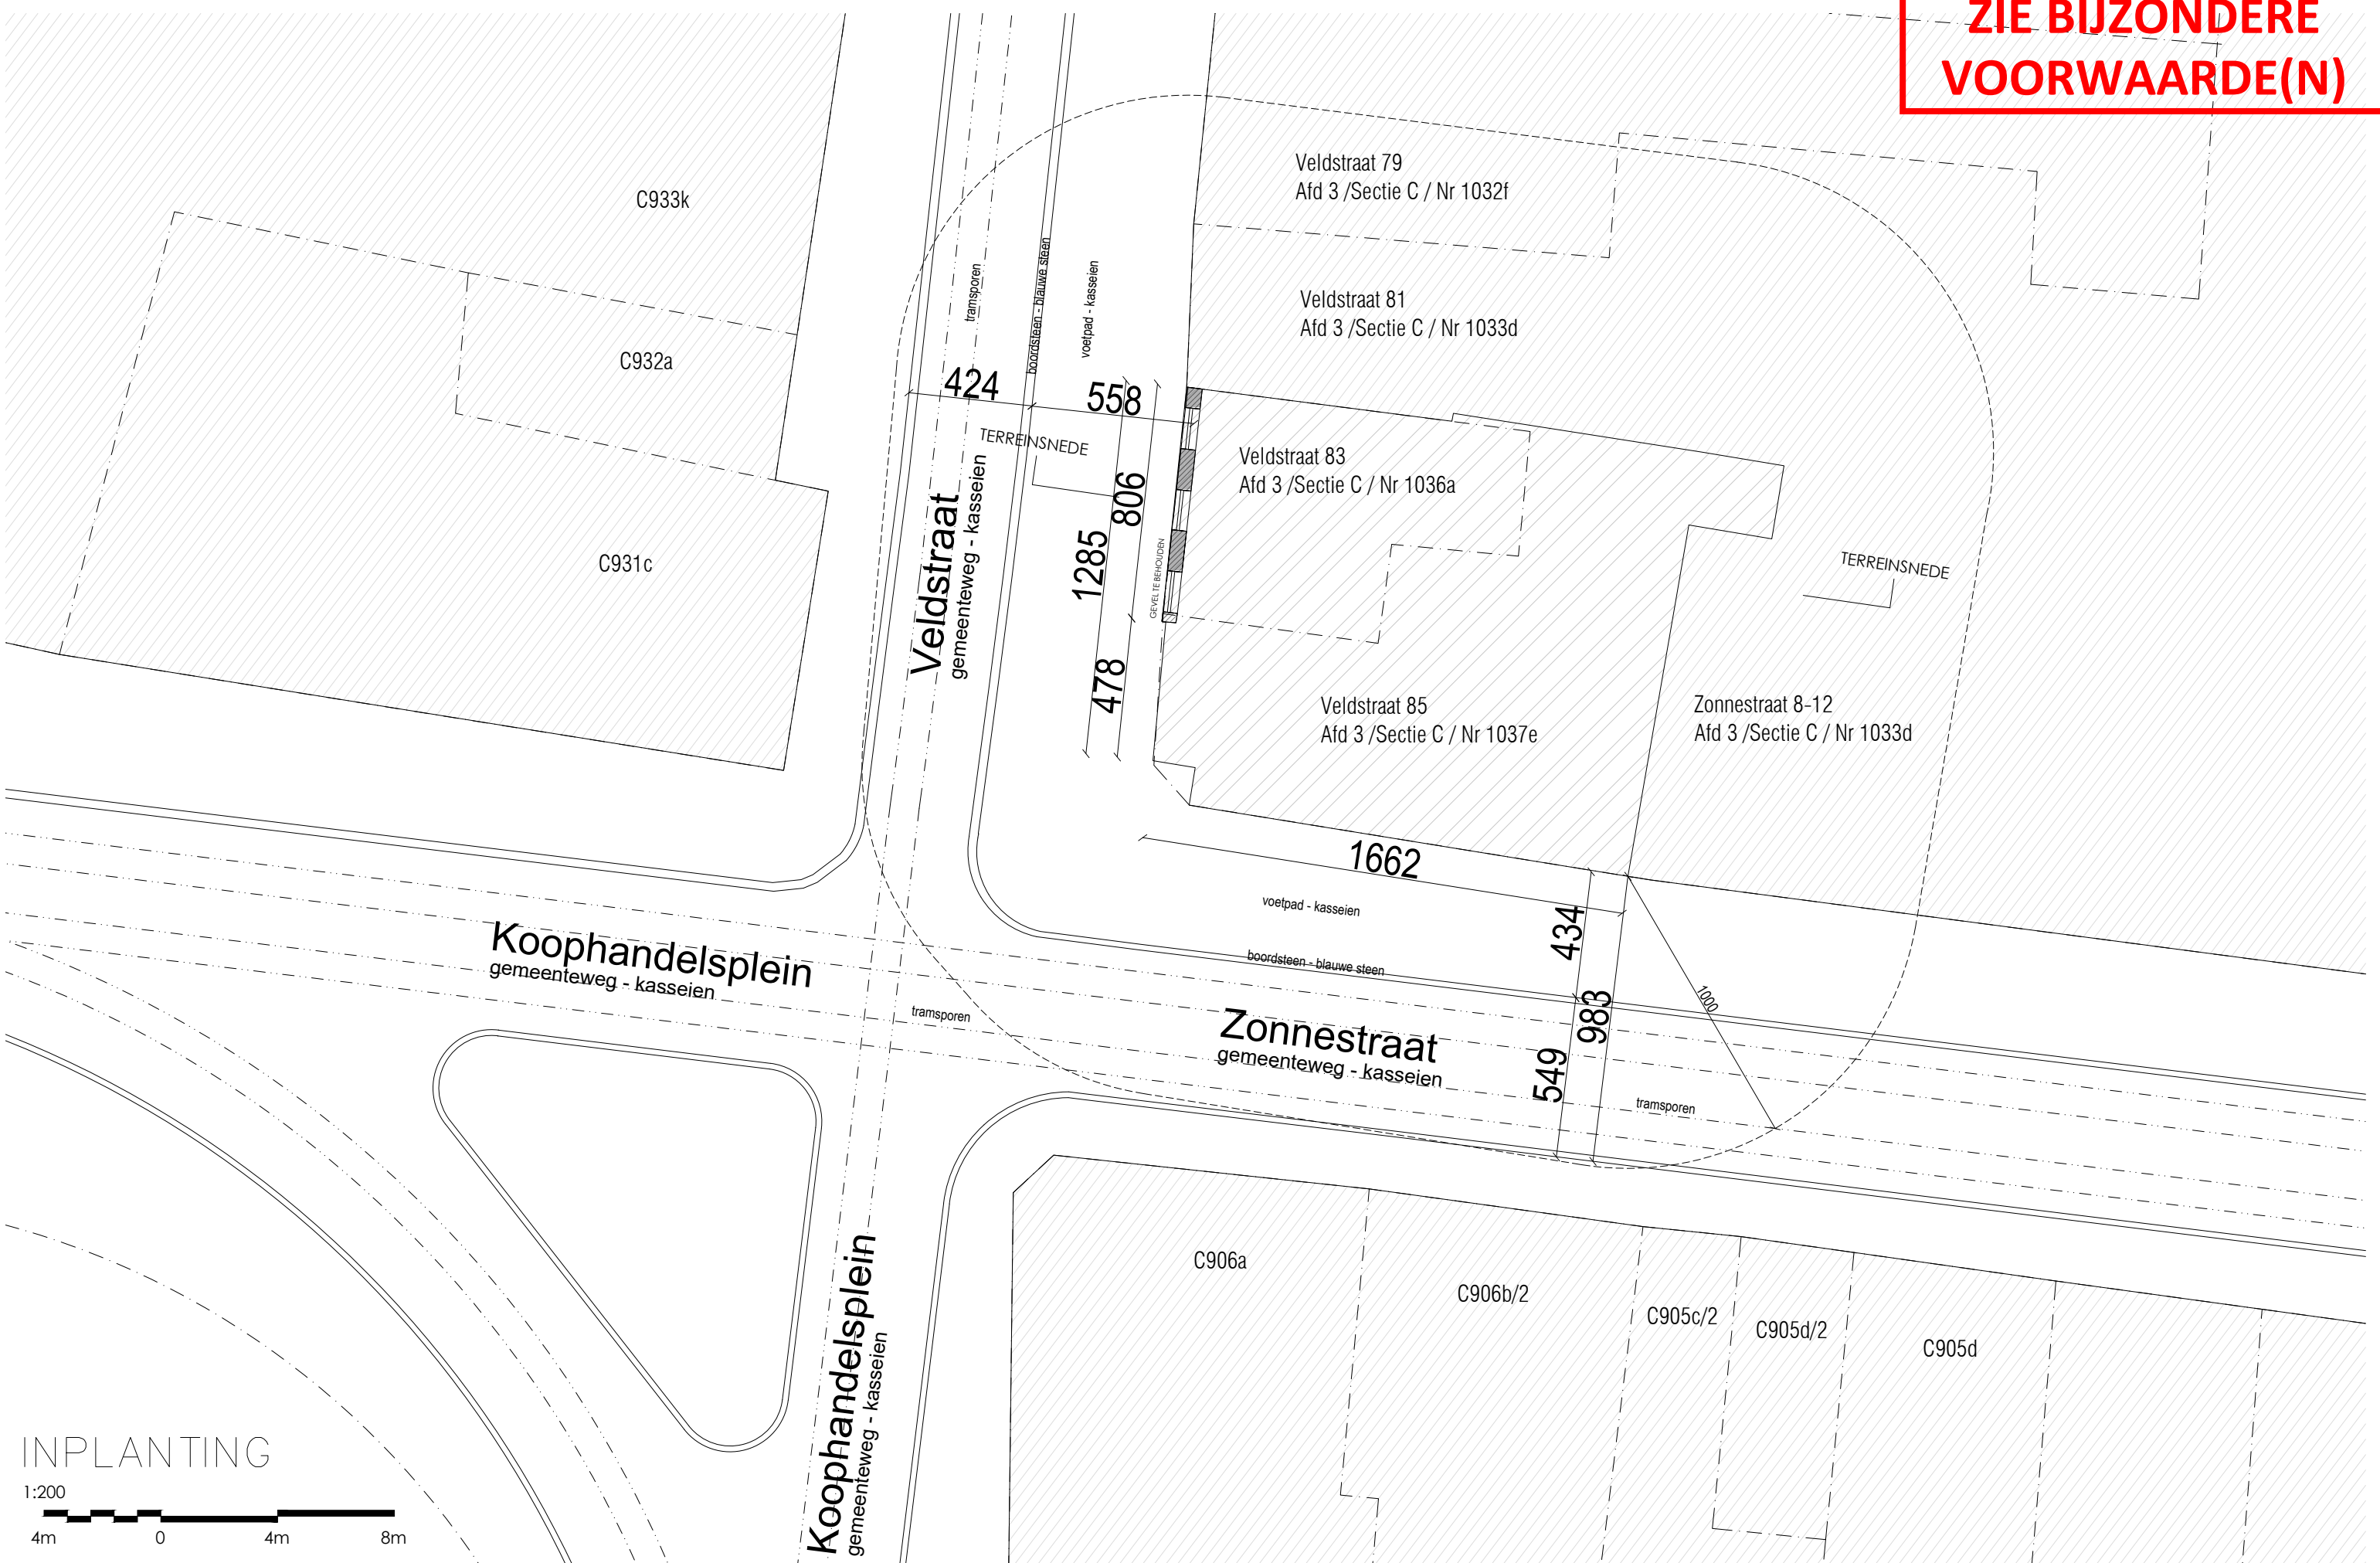 ZIE BIJZONDERE
VOORWAARDE(N)
Veldstraat 79
Afd 3 /Sectie C / Nr 1032f
C933k
tramsporen
boordsteen - blauwe steen
voetpad - kasseien
Veldstraat 81
Afd 3 /Sectie C / Nr 1033d
C932a
424
558
TERREINSNEDE
Veldstraat 83
Afd 3 /Sectie C / Nr 1036a
806
1285
GEVEL TE BEHOUDEN
Veldstraat
gemeenteweg - kasseien
C931c
TERREINSNEDE
478
Veldstraat 85
Afd 3 /Sectie C / Nr 1037e
Zonnestraat 8-12
Afd 3 /Sectie C / Nr 1033d
1662
voetpad - kasseien
434
Koophandelsplein
gemeenteweg - kasseien
boordsteen - blauwe steen
983
1000
tramsporen
Zonnestraat
gemeenteweg - kasseien
549
tramsporen
C906a
C906b/2
C905c/2
C905d/2
C905d
Koophandelsplein
gemeenteweg - kasseien
INPLANTING
1:200
4m 0 4m 8m